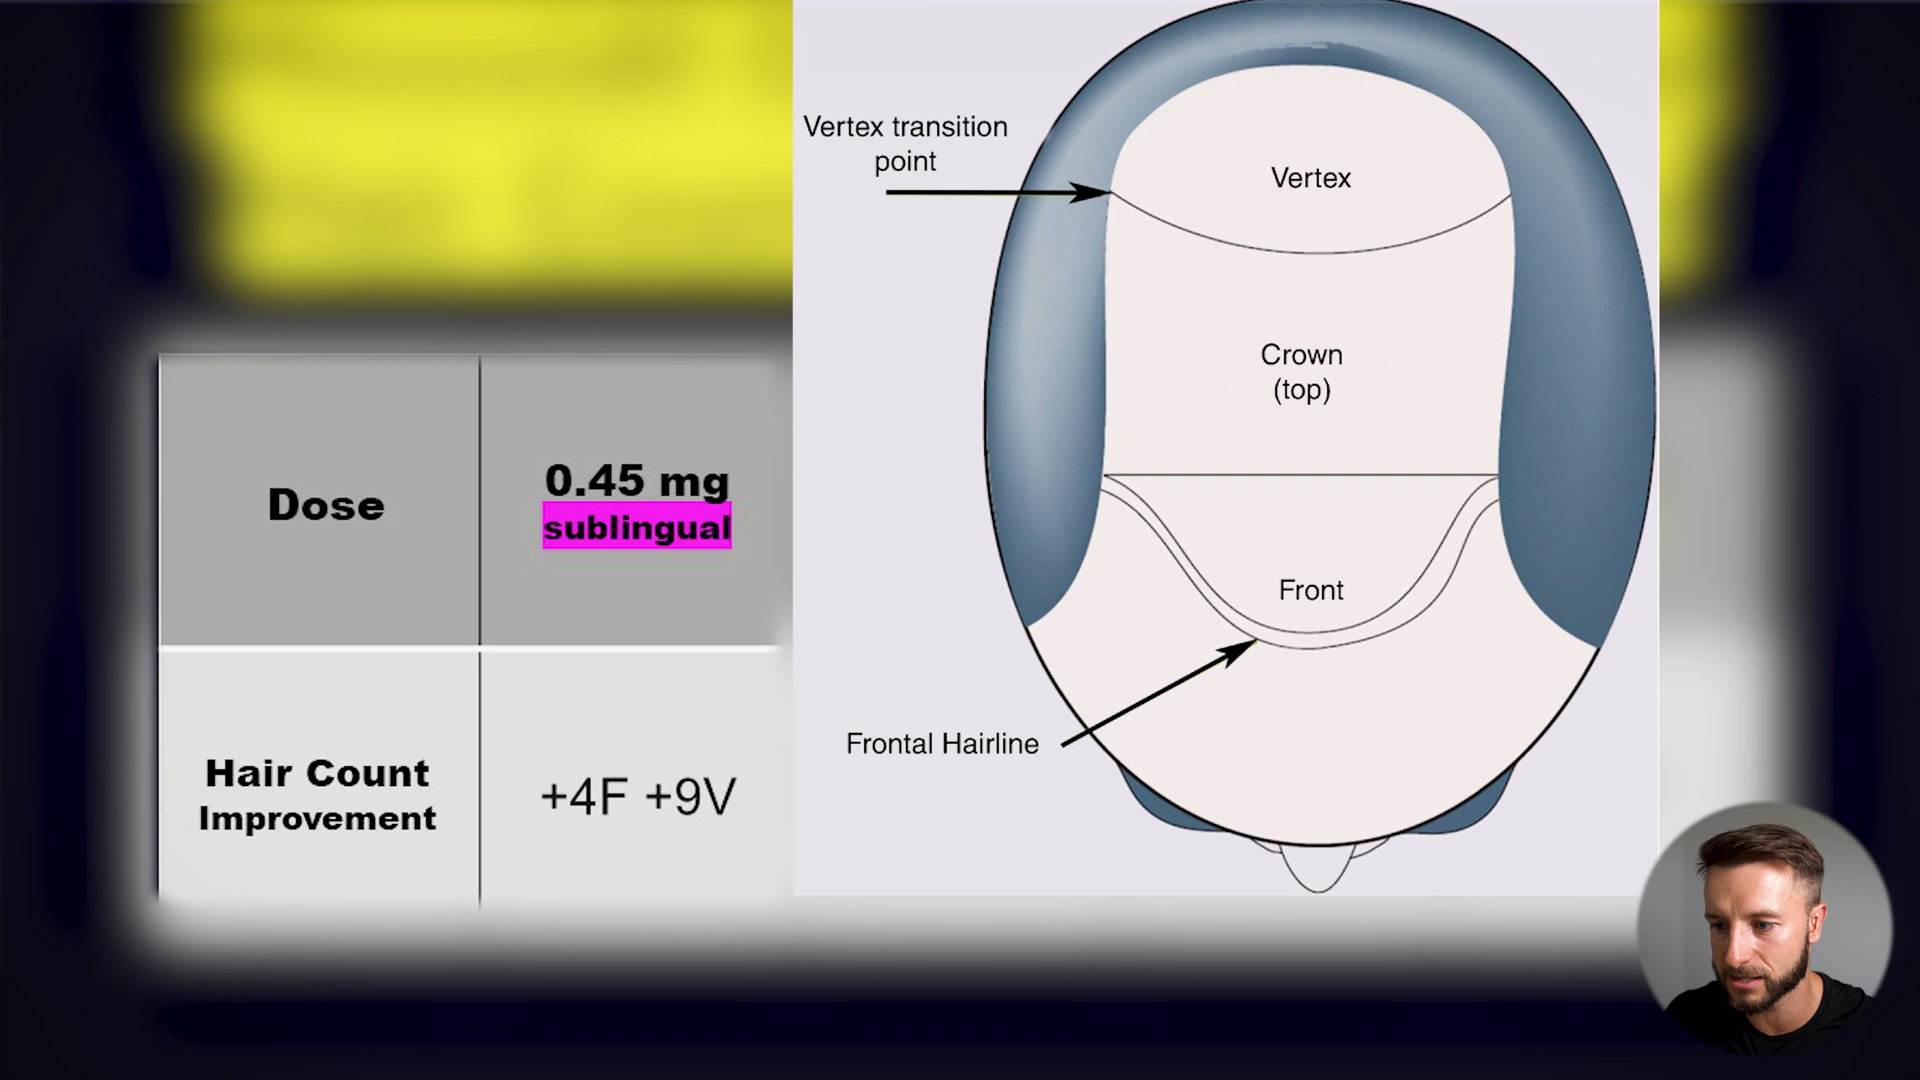 Vertex transition
point
Vertex
Crown
(top)
Front
Frontal Hairline
Dose
0.45 mg
sublingual
Hair Count
Improvement
+4F +9V